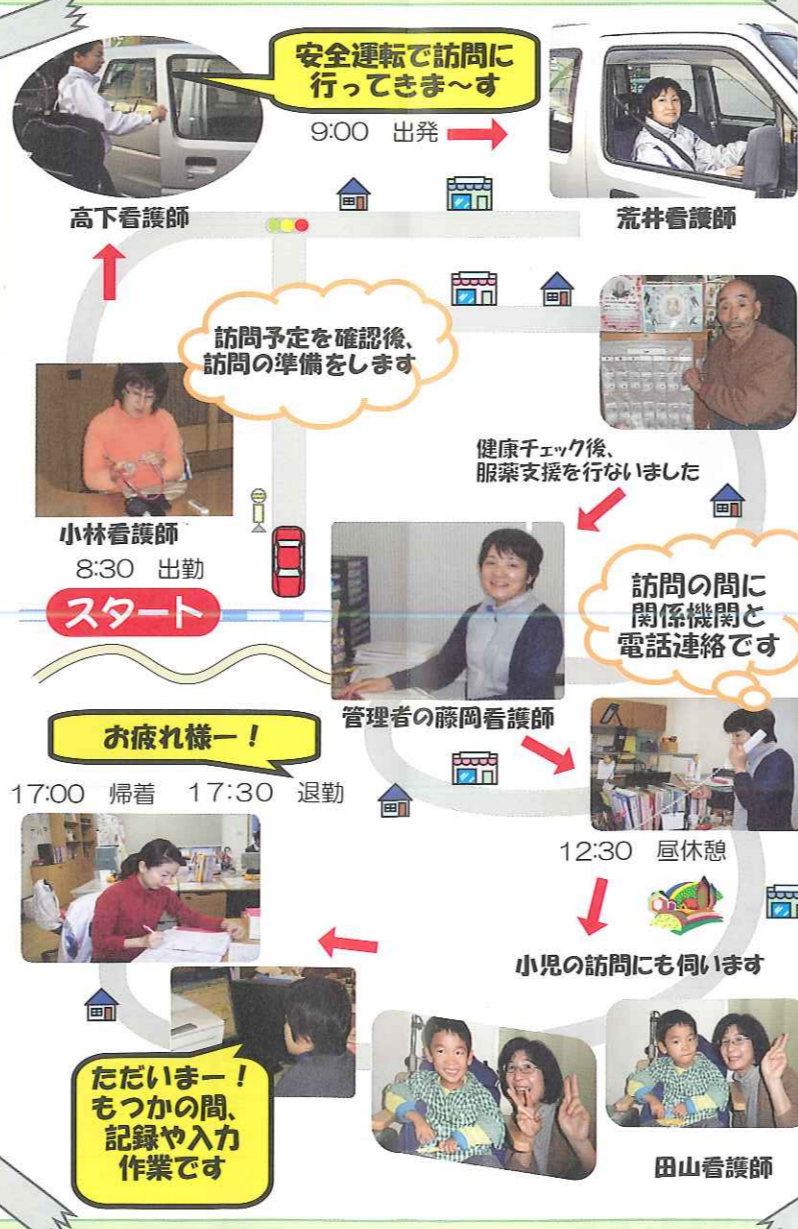 安全運転で訪問に
行ってきま～す
9:00 出発
高下看護師
荒井看護師
訪問予定を確認後、
訪問の準備をします
健康チェック後、
服薬支援を行ないました
小林看護師
8:30 出勤
スタート
訪問の間に
関係機関と
電話連絡です
管理者の藤岡看護師
お疲れ様ー！
17:00 帰着 17:30 退勤
12:30 昼休憩
小児の訪問にも伺います
ただいまー！
もつかの間、
記録や入力
作業です
田山看護師